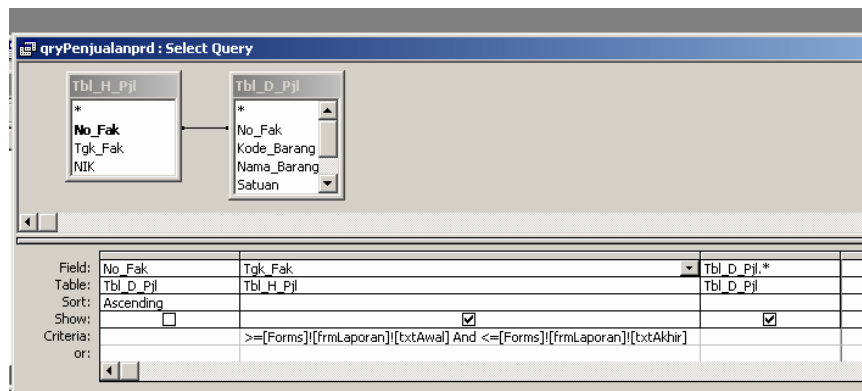 qryPenjualanprd : Select Query
Tbl_H_Pjl
*
No_Fak
Tgk_Fak
NIK
Tbl_D_Pjl
*
No_Fak
Kode_Barang
Nama_Barang
Satuan
Field: No_Fak Tgk_Fak Tbl_D_Pjl.*
Table: Tbl_D_Pjl Tbl_H_Pjl Tbl_D_Pjl
Sort: Ascending
Show:
Criteria: >=[Forms]![frmLaporan]![txtAwal] And <=[Forms]![frmLaporan]![txtAkhir]
or: